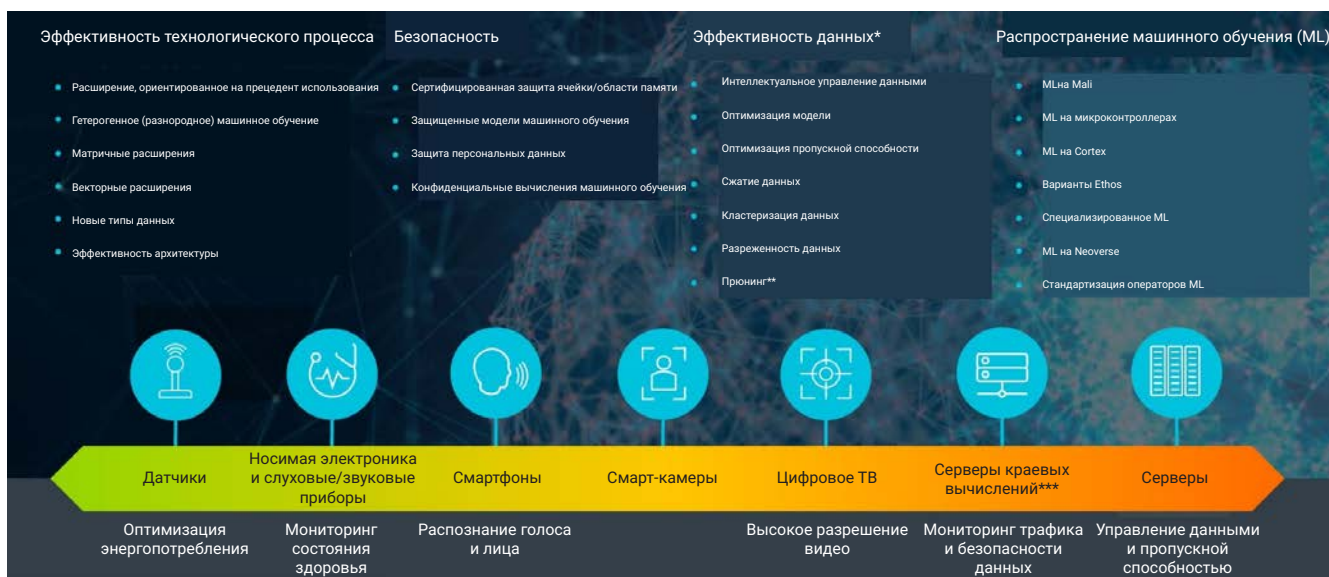 Эффективность технологического процесса
Расширение, ориентированное на прецедент использования
Гетерогенное (разнородное) машинное обучение
Матричные расширения
Векторные расширения
Новые типы данных
Эффективность архитектуры
Безопасность
Сертифицированная защита ячейки/области памяти
Защищенные модели машинного обучения
Защита персональных данных
Конфиденциальные вычисления машинного обучения
Эффективность данных*
Интеллектуальное управление данными
Оптимизация модели
Оптимизация пропускной способности
Сжатие данных
Кластеризация данных
Разреженность данных
Прюнинг**
Распространение машинного обучения (ML)
MLна Mali
ML на микроконтроллерах
ML на Cortex
Варианты Ethos
Специализированное ML
ML на Neoverse
Стандартизация операторов ML
Датчики
Носимая электроника
и слуховые/звуковые
приборы
Смартфоны
Смарт-камеры
Цифровое ТВ
Серверы краевых
вычислений***
Серверы
Оптимизация
энергопотребления
Мониторинг
состояния
здоровья
Распознание голоса
и лица
Высокое разрешение
видео
Мониторинг трафика
и безопасности
данных
Управление данными
и пропускной
способностью